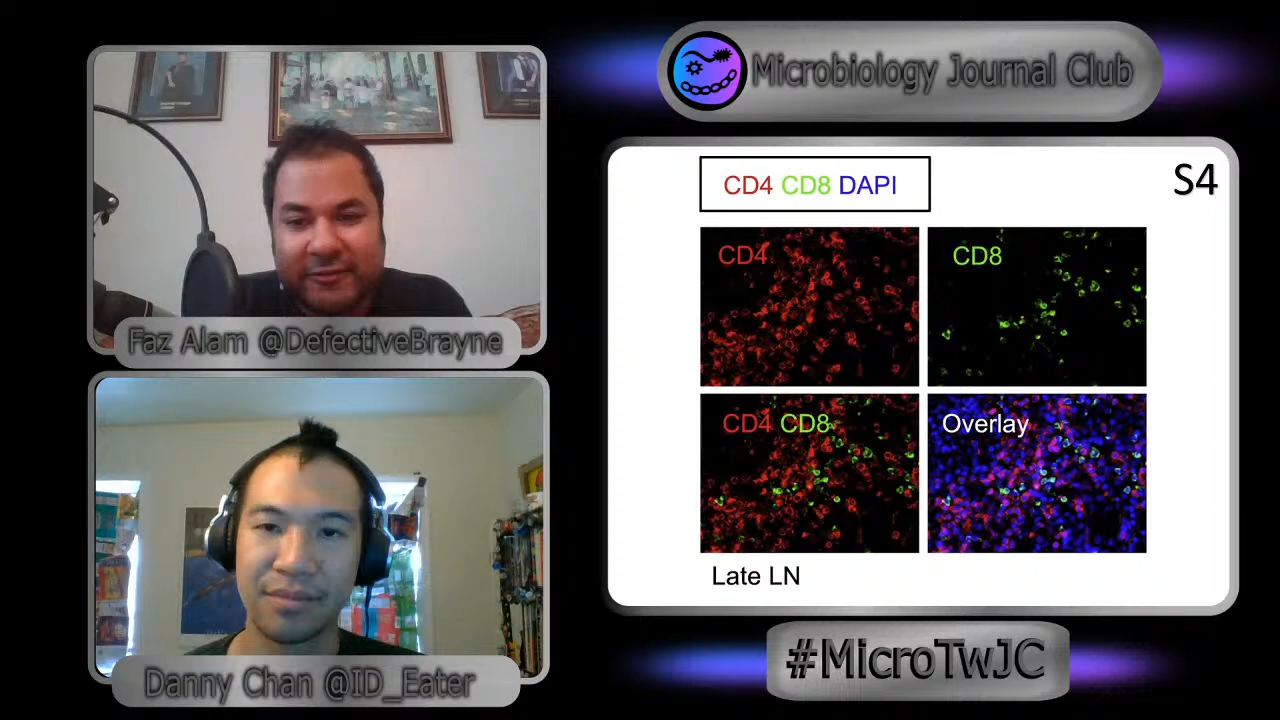 Microbiology Journal Club
CD4 CD8 DAPI
S4
CD4
CD8
CD4 CD8
Overlay
Late LN
Faz Alam @DefectiveBrayne
Danny Chan @ID_Eater
#MicroTwJC